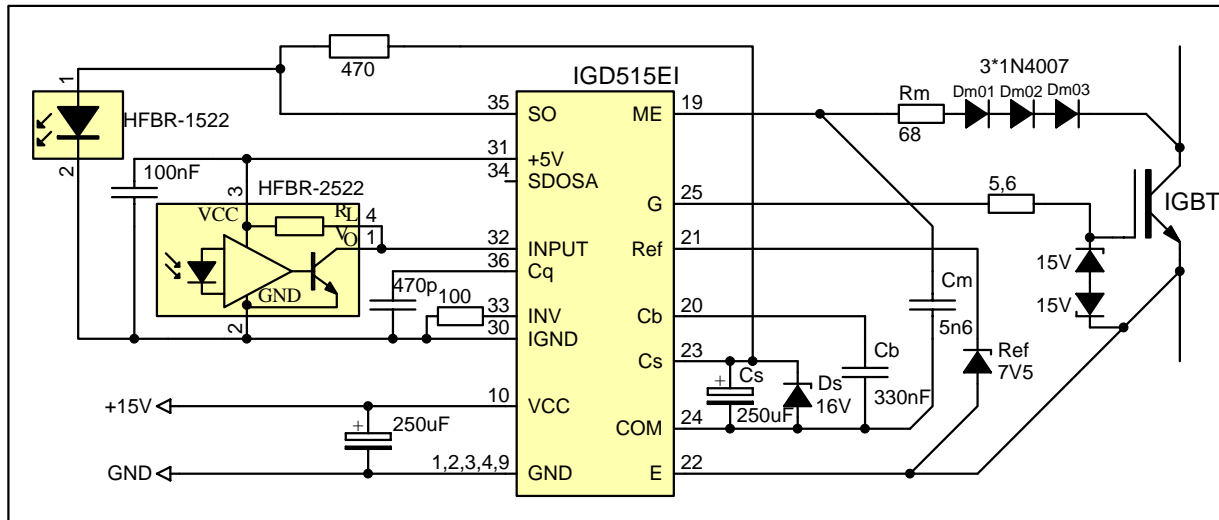 470
IGD515EI
3*1N4007
1
35
SO
ME
19
Rm
Dm01
Dm02
Dm03
68
HFBR-1522
2
100nF
31
+5V
34
SDOSA
3
HFBR-2522
VCC
RL
4
VO
1
GND
2
25
G
5,6
IGBT
32
INPUT
Ref
21
36
Cq
470p
100
33
INV
30
IGND
15V
15V
Cm
5n6
20
Cb
Cb
330nF
Ref
7V5
23
Cs
+
Cs
250uF
Ds
16V
24
COM
+15V
10
VCC
+
250uF
GND
1,2,3,4,9
GND
22
E